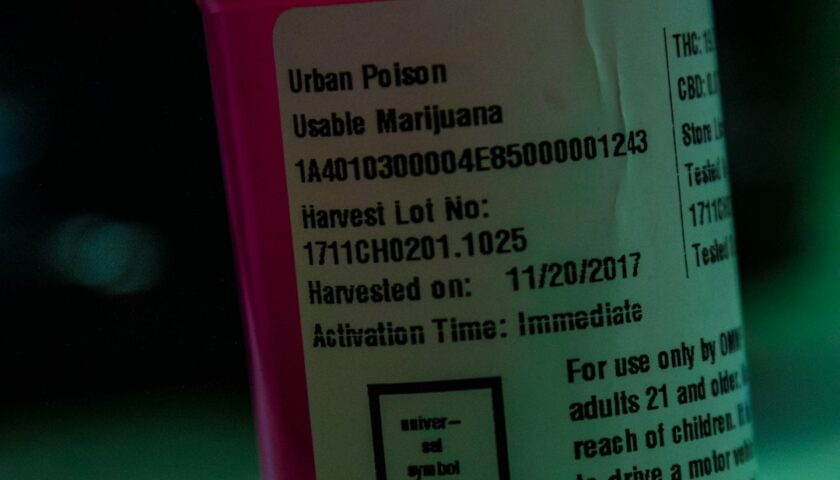 Urban Poison
Usable Marijuana
1A4010300004E85000001243
Harvest Lot No:
1711CH0201.1025
Harvested on: 11/20/2017
Activation Time: Immediate
univer-
sal
symbol
For use only by
adults 21 and older.
reach of children.
to drive a motor
THC:
CBD:
Store
Tested
Tested